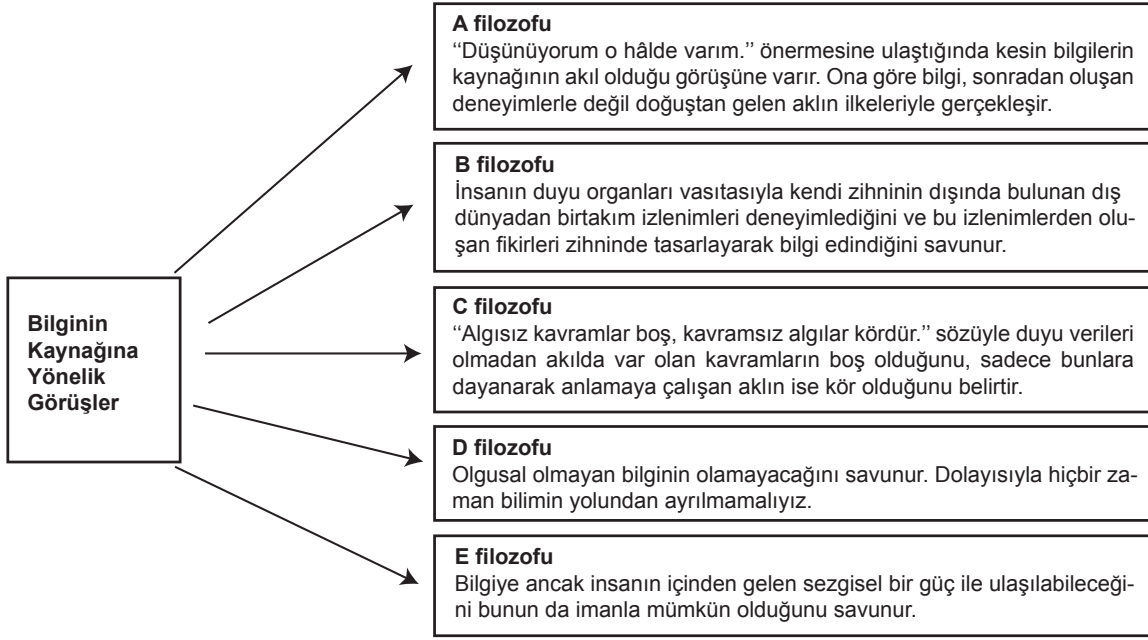 Bilginin
Kaynağına
Yönelik
Görüşler
A filozofu
‘‘Düşünüyorum o hâlde varım.’’ önermesine ulaştığında kesin bilgilerin
kaynağının akıl olduğu görüşüne varır. Ona göre bilgi, sonradan oluşan
deneyimlerle değil doğuştan gelen aklın ilkeleriyle gerçekleşir.
B filozofu
İnsanın duyu organları vasıtasıyla kendi zihninin dışında bulunan dış
dünyadan birtakım izlenimleri deneyimlediğini ve bu izlenimlerden olu-
şan fikirleri zihninde tasarlayarak bilgi edindiğini savunur.
C filozofu
‘‘Algısız kavramlar boş, kavramsız algılar kördür.’’ sözüyle duyu verileri
olmadan akılda var olan kavramların boş olduğunu, sadece bunlara
dayanarak anlamaya çalışan aklın ise kör olduğunu belirtir.
D filozofu
Olgusal olmayan bilginin olamayacağını savunur. Dolayısıyla hiçbir za-
man bilimin yolundan ayrılmamalıyız.
E filozofu
Bilgiye ancak insanın içinden gelen sezgisel bir güç ile ulaşılabileceği-
ni bunun da imanla mümkün olduğunu savunur.